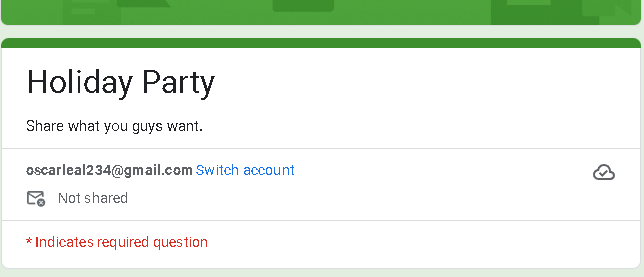 Holiday Party
Share what you guys want.
oscarleal234@gmail.com Switch account
Not shared
* Indicates required question